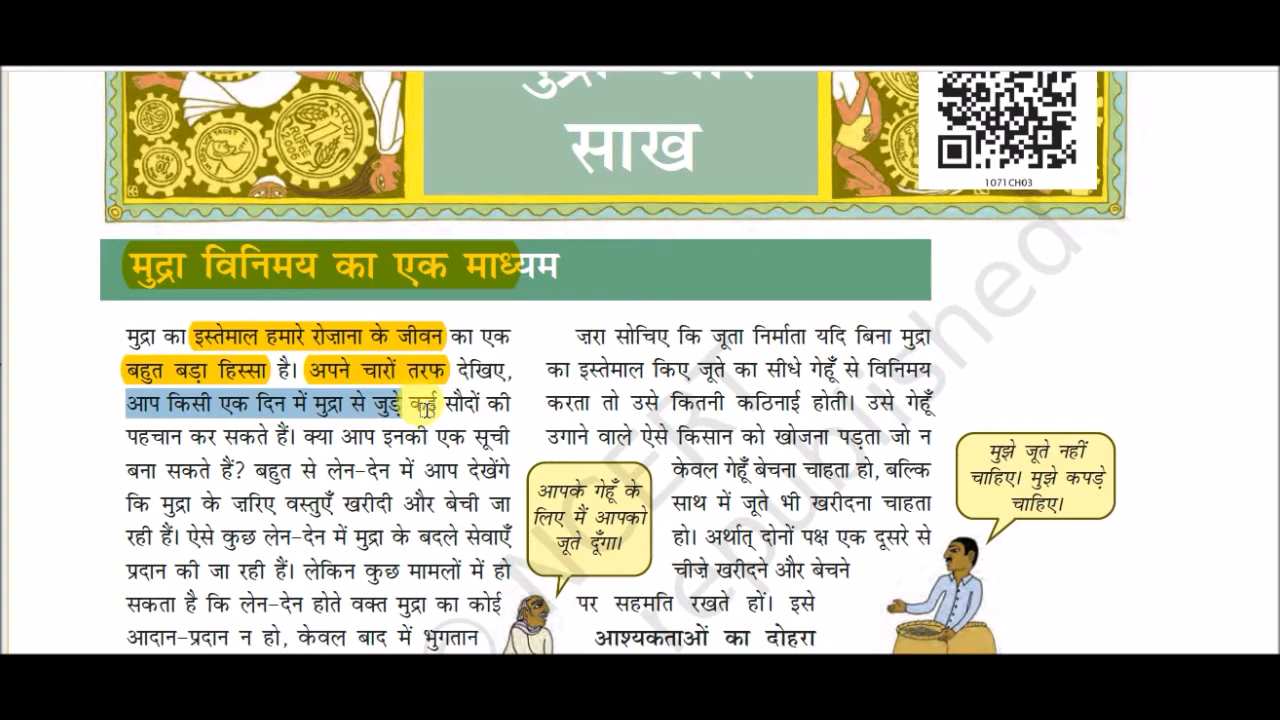 मुद्रा और
साख
1071CH03
मुद्रा विनिमय का एक माध्यम
मुद्रा का इस्तेमाल हमारे रोज़ाना के जीवन का एक
बहुत बड़ा हिस्सा है। अपने चारों तरफ देखिए,
आप किसी एक दिन में मुद्रा से जुड़े कई सौदों की
पहचान कर सकते हैं। क्या आप इनकी एक सूची
बना सकते हैं? बहुत से लेन-देन में आप देखेंगे
कि मुद्रा के ज़रिए वस्तुएँ खरीदी और बेची जा
रही हैं। ऐसे कुछ लेन-देन में मुद्रा के बदले सेवाएँ
प्रदान की जा रही हैं। लेकिन कुछ मामलों में हो
सकता है कि लेन-देन होते वक्त मुद्रा का कोई
आदान-प्रदान न हो, केवल बाद में भुगतान
ज़रा सोचिए कि जूता निर्माता यदि बिना मुद्रा
का इस्तेमाल किए जूते का सीधे गेहूँ से विनिमय
करता तो उसे कितनी कठिनाई होती। उसे गेहूँ
उगाने वाले ऐसे किसान को खोजना पड़ता जो न
केवल गेहूँ बेचना चाहता हो, बल्कि
साथ में जूते भी खरीदना चाहता
हो। अर्थात् दोनों पक्ष एक दूसरे से
चीज़े खरीदने और बेचने
पर सहमति रखते हों। इसे
आश्यकताओं का दोहरा
आपके गेहूँ के
लिए मैं आपको
जूते दूँगा।
मुझे जूते नहीं
चाहिए। मुझे कपड़े
चाहिए।
NCERT
republished